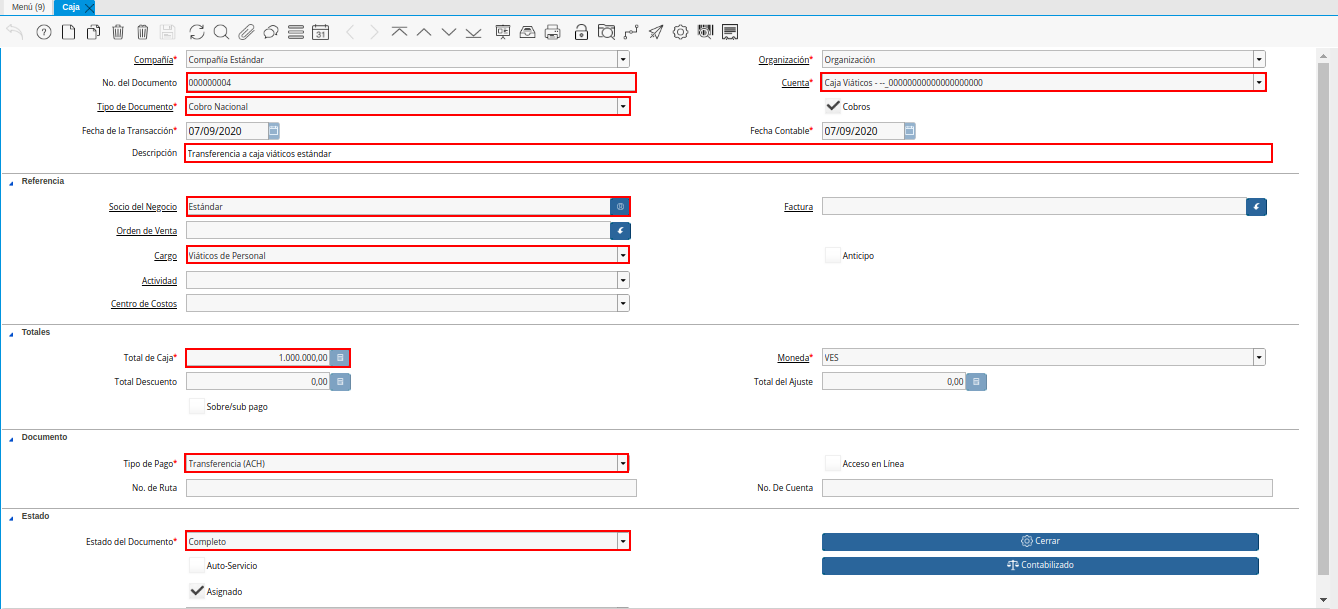 Menú (9) Caja
31
Compañía* Compañía Estándar Organización* Organización
No. del Documento 000000004 Cuenta* Caja Viáticos - --_00000000000000000000
Tipo de Documento* Cobro Nacional Cobros
Fecha de la Transacción* 07/09/2020 Fecha Contable* 07/09/2020
Descripción Transferencia a caja viáticos estándar
Referencia
Socio del Negocio Estándar Factura
Orden de Venta
Cargo Viáticos de Personal Anticipo
Actividad
Centro de Costos
Totales
Total de Caja* 1.000.000,00 Moneda* VES
Total Descuento 0,00 Total del Ajuste 0,00
Sobre/sub pago
Documento
Tipo de Pago* Transferencia (ACH) Acceso en Línea
No. de Ruta No. De Cuenta
Estado
Estado del Documento* Completo Cerrar
Auto-Servicio Contabilizado
Asignado